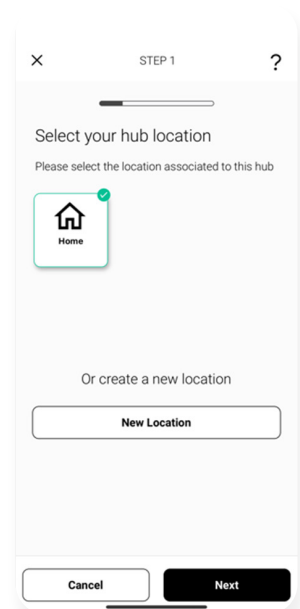 STEP 1
?
Select your hub location
Please select the location associated to this hub
Home
Or create a new location
New Location
Cancel
Next